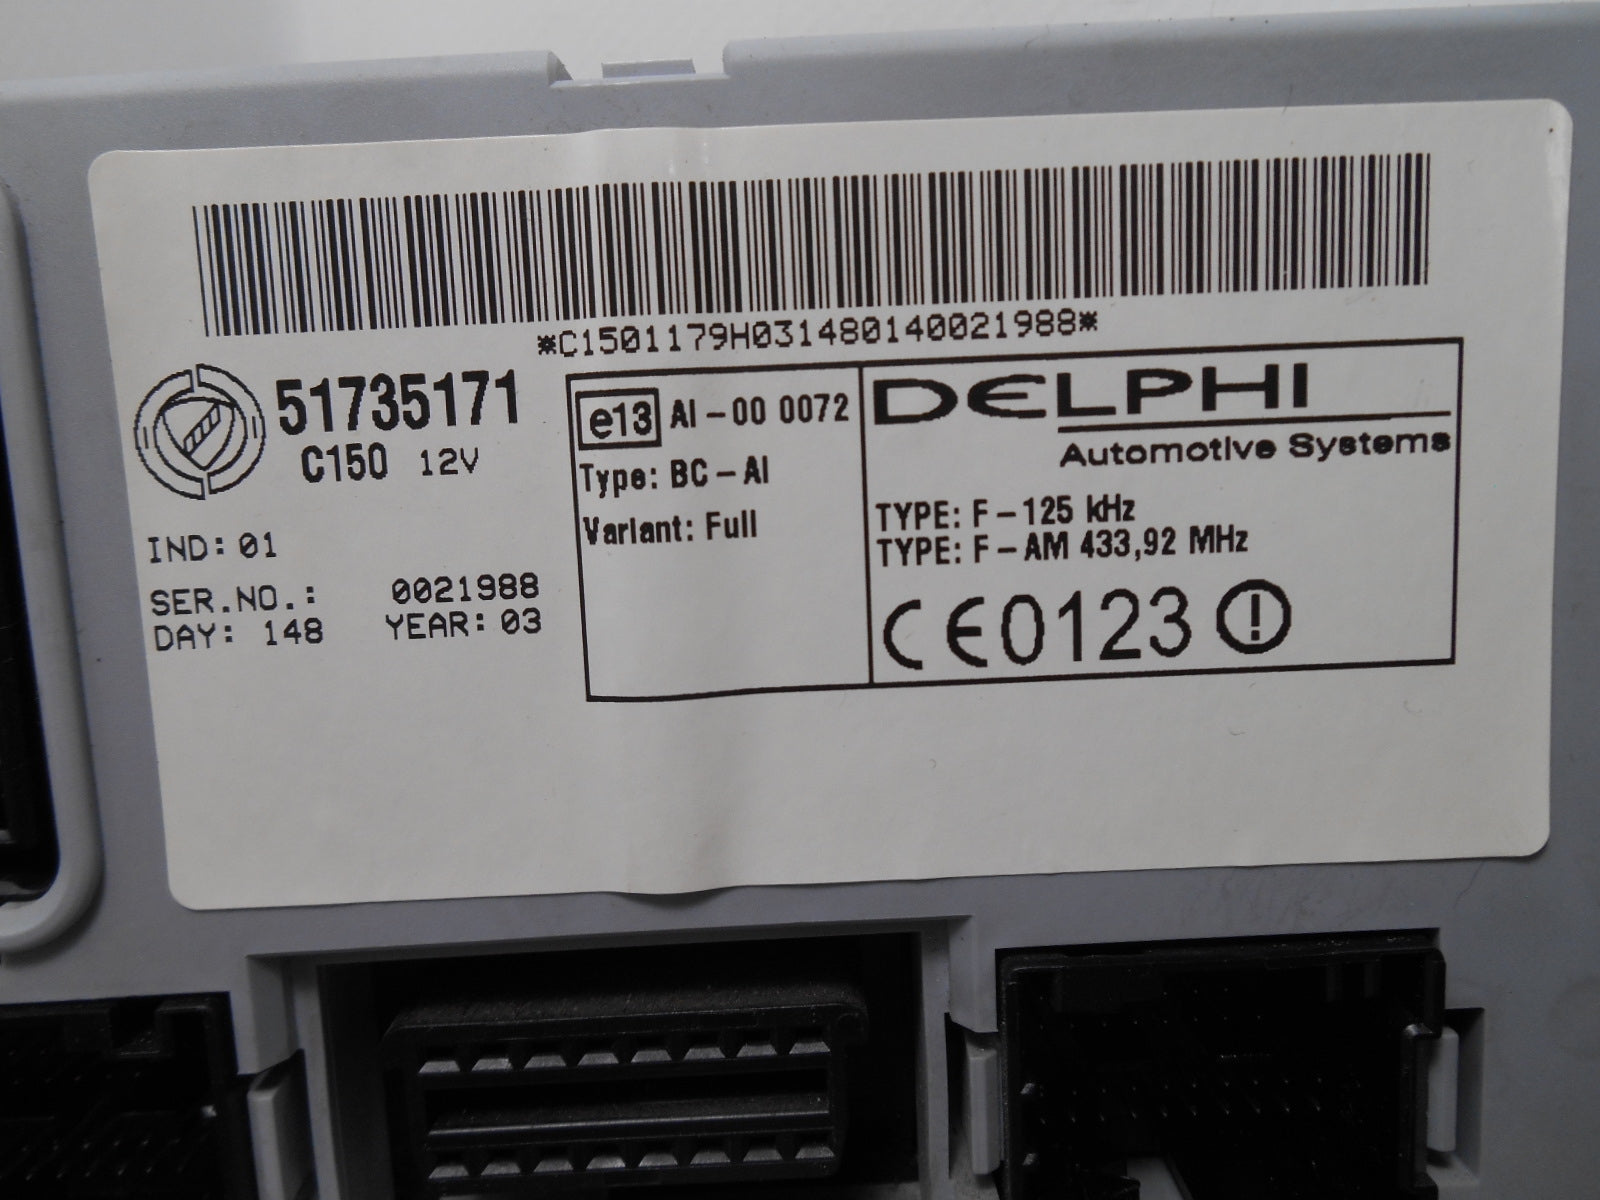 *C1501179H031480140021988*
51735171
C150 12V
IND: 01
SER.NO.: 0021988
DAY: 148 YEAR: 03
e13 AI-00 0072
Type: BC-AI
Variant: Full
DELPHI
Automotive Systems
TYPE: F-125 kHz
TYPE: F-AM 433,92 MHz
CE0123